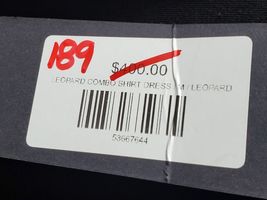 189
$400.00
LEOPARD COMBO SHIRT DRESS M / LEOPARD
53667644